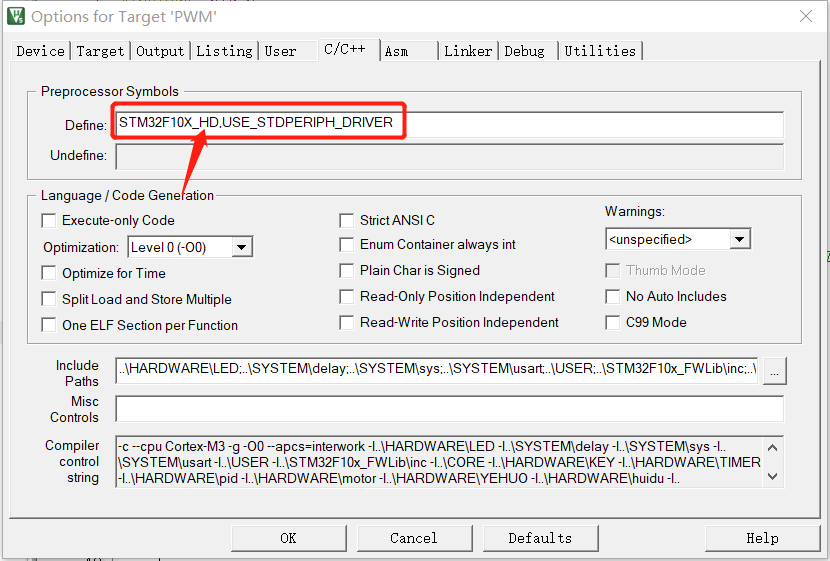 Options for Target 'PWM'
Device Target Output Listing User C/C++ Asm Linker Debug Utilities
Preprocessor Symbols
Define: STM32F10X_HD,USE_STDPERIPH_DRIVER
Undefine:
Language / Code Generation
Execute-only Code
Optimization: Level 0 (-O0)
Optimize for Time
Split Load and Store Multiple
One ELF Section per Function
Strict ANSI C
Enum Container always int
Plain Char is Signed
Read-Only Position Independent
Read-Write Position Independent
Warnings:
<unspecified>
Thumb Mode
No Auto Includes
C99 Mode
Include
Paths
..\HARDWARE\LED;..\SYSTEM\delay;..\SYSTEM\sys;..\SYSTEM\usart;..\USER;..\STM32F10x_FWLib\inc;..\
...
Misc
Controls
Compiler
control
string
-c --cpu Cortex-M3 -g -O0 --apcs=interwork -I..\HARDWARE\LED -I..\SYSTEM\delay -I..\SYSTEM\sys -I..
\SYSTEM\usart -I..\USER -I..\STM32F10x_FWLib\inc -I..\CORE -I..\HARDWARE\KEY -I..\HARDWARE\TIMER
-I..\HARDWARE\pid -I..\HARDWARE\motor -I..\HARDWARE\YEHUO -I..\HARDWARE\huidu -I..
OK Cancel Defaults Help